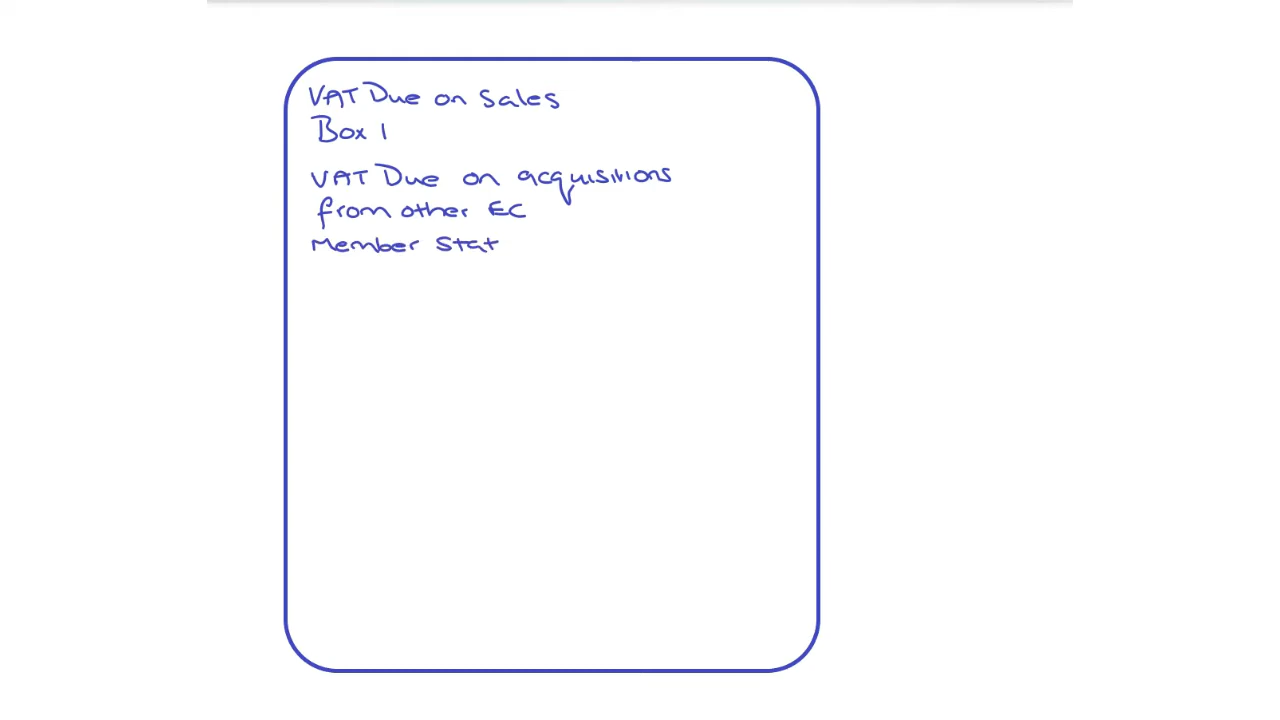 VAT Due on Sales
Box 1
VAT Due on acquisitions
from other EC
Member Stat